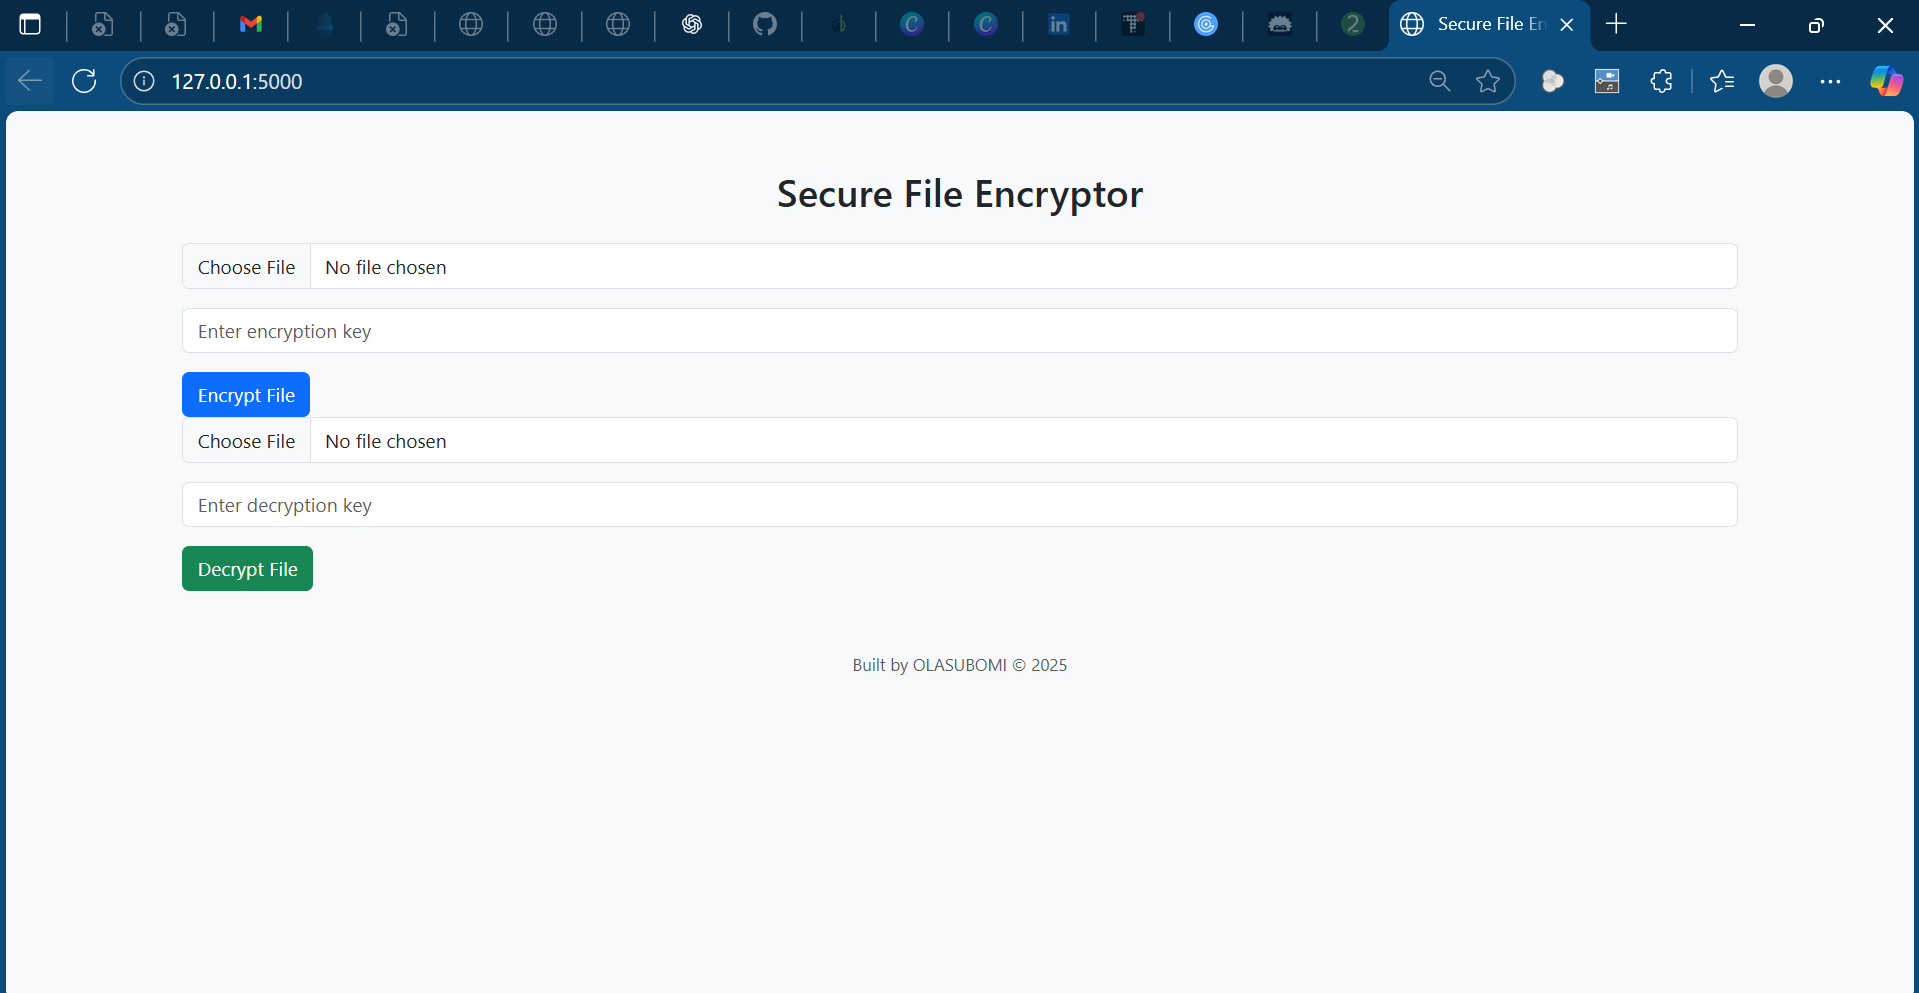 Secure File En
127.0.0.1:5000
Secure File Encryptor
Choose File No file chosen
Enter encryption key
Encrypt File
Choose File No file chosen
Enter decryption key
Decrypt File
Built by OLASUBOMI © 2025